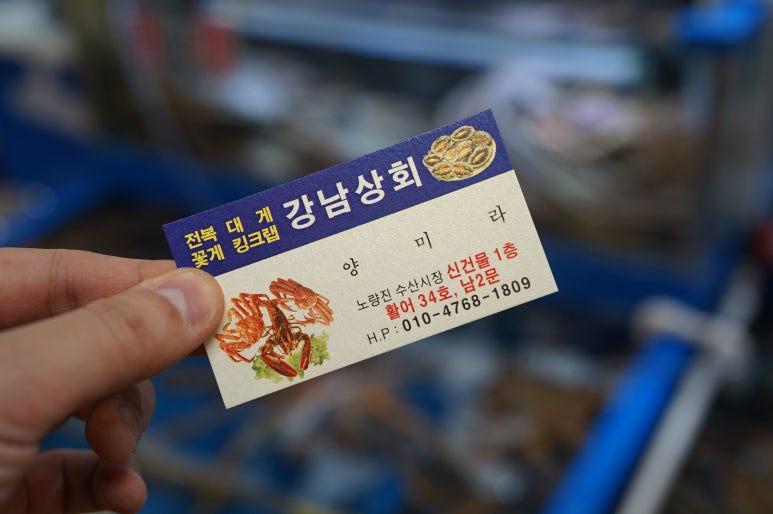 전복 대 게 강남상회
꽃게 킹크랩
양 미 라
노량진 수산시장 신건물 1층
활어 34호, 남2문
H.P : 010-4768-1809